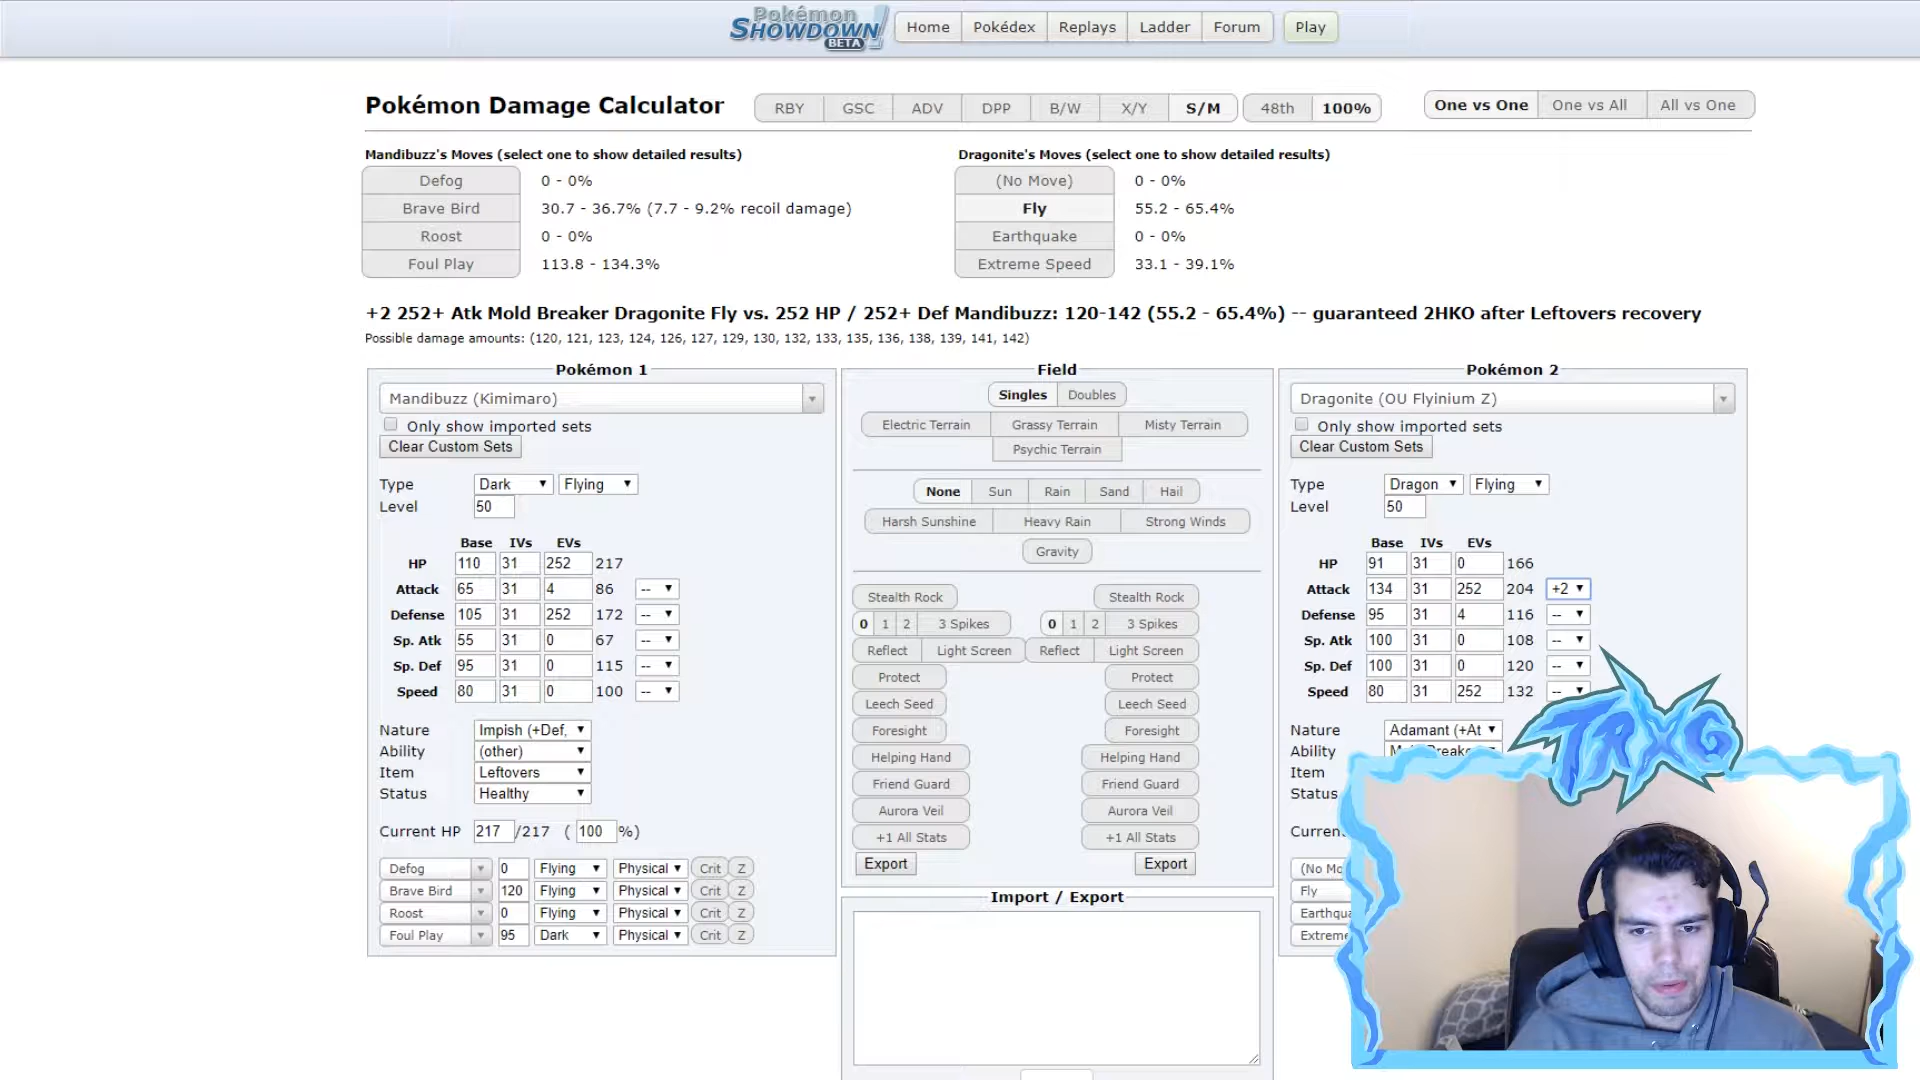 Pokémon
SHOWDOWN!
BETA
Home Pokédex Replays Ladder Forum Play
Pokémon Damage Calculator RBY GSC ADV DPP B/W X/Y S/M 48th 100% One vs One One vs All All vs One
Mandibuzz's Moves (select one to show detailed results) Dragonite's Moves (select one to show detailed results)
Defog 0 - 0% (No Move) 0 - 0%
Brave Bird 30.7 - 36.7% (7.7 - 9.2% recoil damage) Fly 55.2 - 65.4%
Roost 0 - 0% Earthquake 0 - 0%
Foul Play 113.8 - 134.3% Extreme Speed 33.1 - 39.1%
+2 252+ Atk Mold Breaker Dragonite Fly vs. 252 HP / 252+ Def Mandibuzz: 120-142 (55.2 - 65.4%) -- guaranteed 2HKO after Leftovers recovery
Possible damage amounts: (120, 121, 123, 124, 126, 127, 129, 130, 132, 133, 135, 136, 138, 139, 141, 142)
Pokémon 1
Mandibuzz (Kimimaro)
Only show imported sets
Clear Custom Sets
Type Dark Flying
Level 50
Base IVs EVs
HP 110 31 252 217
Attack 65 31 4 86 --
Defense 105 31 252 172 --
Sp. Atk 55 31 0 67 --
Sp. Def 95 31 0 115 --
Speed 80 31 0 100 --
Nature Impish (+Def,
Ability (other)
Item Leftovers
Status Healthy
Current HP 217 /217 ( 100 %)
Defog 0 Flying Physical Crit Z
Brave Bird 120 Flying Physical Crit Z
Roost 0 Flying Physical Crit Z
Foul Play 95 Dark Physical Crit Z
Field
Singles Doubles
Electric Terrain Grassy Terrain Misty Terrain
Psychic Terrain
None Sun Rain Sand Hail
Harsh Sunshine Heavy Rain Strong Winds
Gravity
Stealth Rock Stealth Rock
0 1 2 3 Spikes 0 1 2 3 Spikes
Reflect Light Screen Reflect Light Screen
Protect Protect
Leech Seed Leech Seed
Foresight Foresight
Helping Hand Helping Hand
Friend Guard Friend Guard
Aurora Veil Aurora Veil
+1 All Stats +1 All Stats
Export Export
Import / Export
Pokémon 2
Dragonite (OU Flyinium Z)
Only show imported sets
Clear Custom Sets
Type Dragon Flying
Level 50
Base IVs EVs
HP 91 31 0 166
Attack 134 31 252 204 +2
Defense 95 31 4 116 --
Sp. Atk 100 31 0 108 --
Sp. Def 100 31 0 120 --
Speed 80 31 252 132 --
Nature Adamant (+At
Ability
Item
Status
Current
(No Mo
Fly
Earthqua
Extreme
TRXG